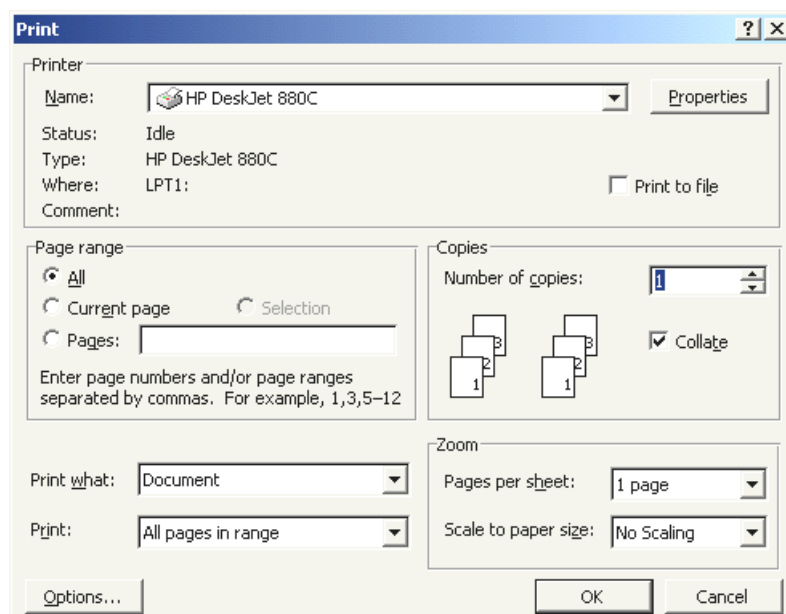 Print
Printer
Name: HP DeskJet 880C Properties
Status: Idle
Type: HP DeskJet 880C
Where: LPT1: Print to file
Comment:
Page range
All
Current page Selection
Pages:
Enter page numbers and/or page ranges
separated by commas. For example, 1,3,5–12
Copies
Number of copies: 1
3 3
2 2
1 1
Collate
Print what: Document
Print: All pages in range
Zoom
Pages per sheet: 1 page
Scale to paper size: No Scaling
Options... OK Cancel